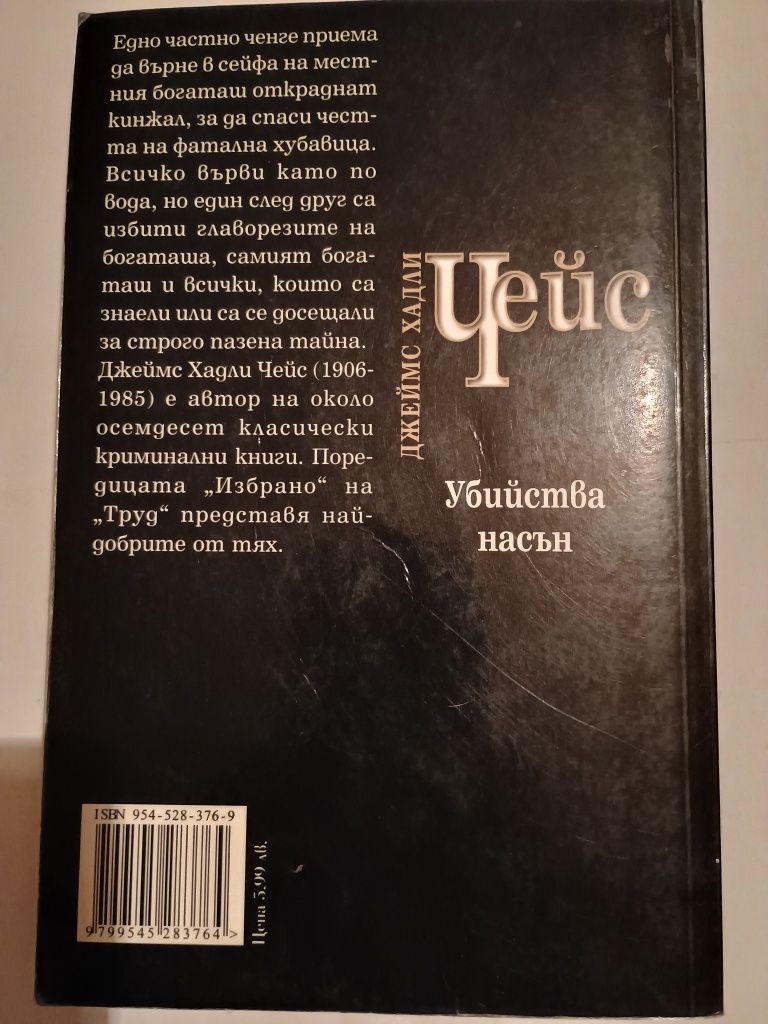 Едно частно ченге приема
да върне в сейфа на мест-
ния богаташ откраднат
кинжал, за да спаси чест-
та на фатална хубавица.
Всичко върви като по
вода, но един след друг са
избити главорезите на
богаташа, самият бога-
таш и всички, които са
знаели или са се досещали
за строго пазена тайна.
Джеймс Хадли Чейс (1906-
1985) е автор на около
осемдесет класически
криминални книги. Поре-
дицата „Избрано“ на
„Труд“ представя най-
добрите от тях.
ДЖЕЙМС ХАДЛИ
Чейс
Убийства
насън
ISBN 954-528-376-9
9 799545 283764 >
Цена 5,99 лв.